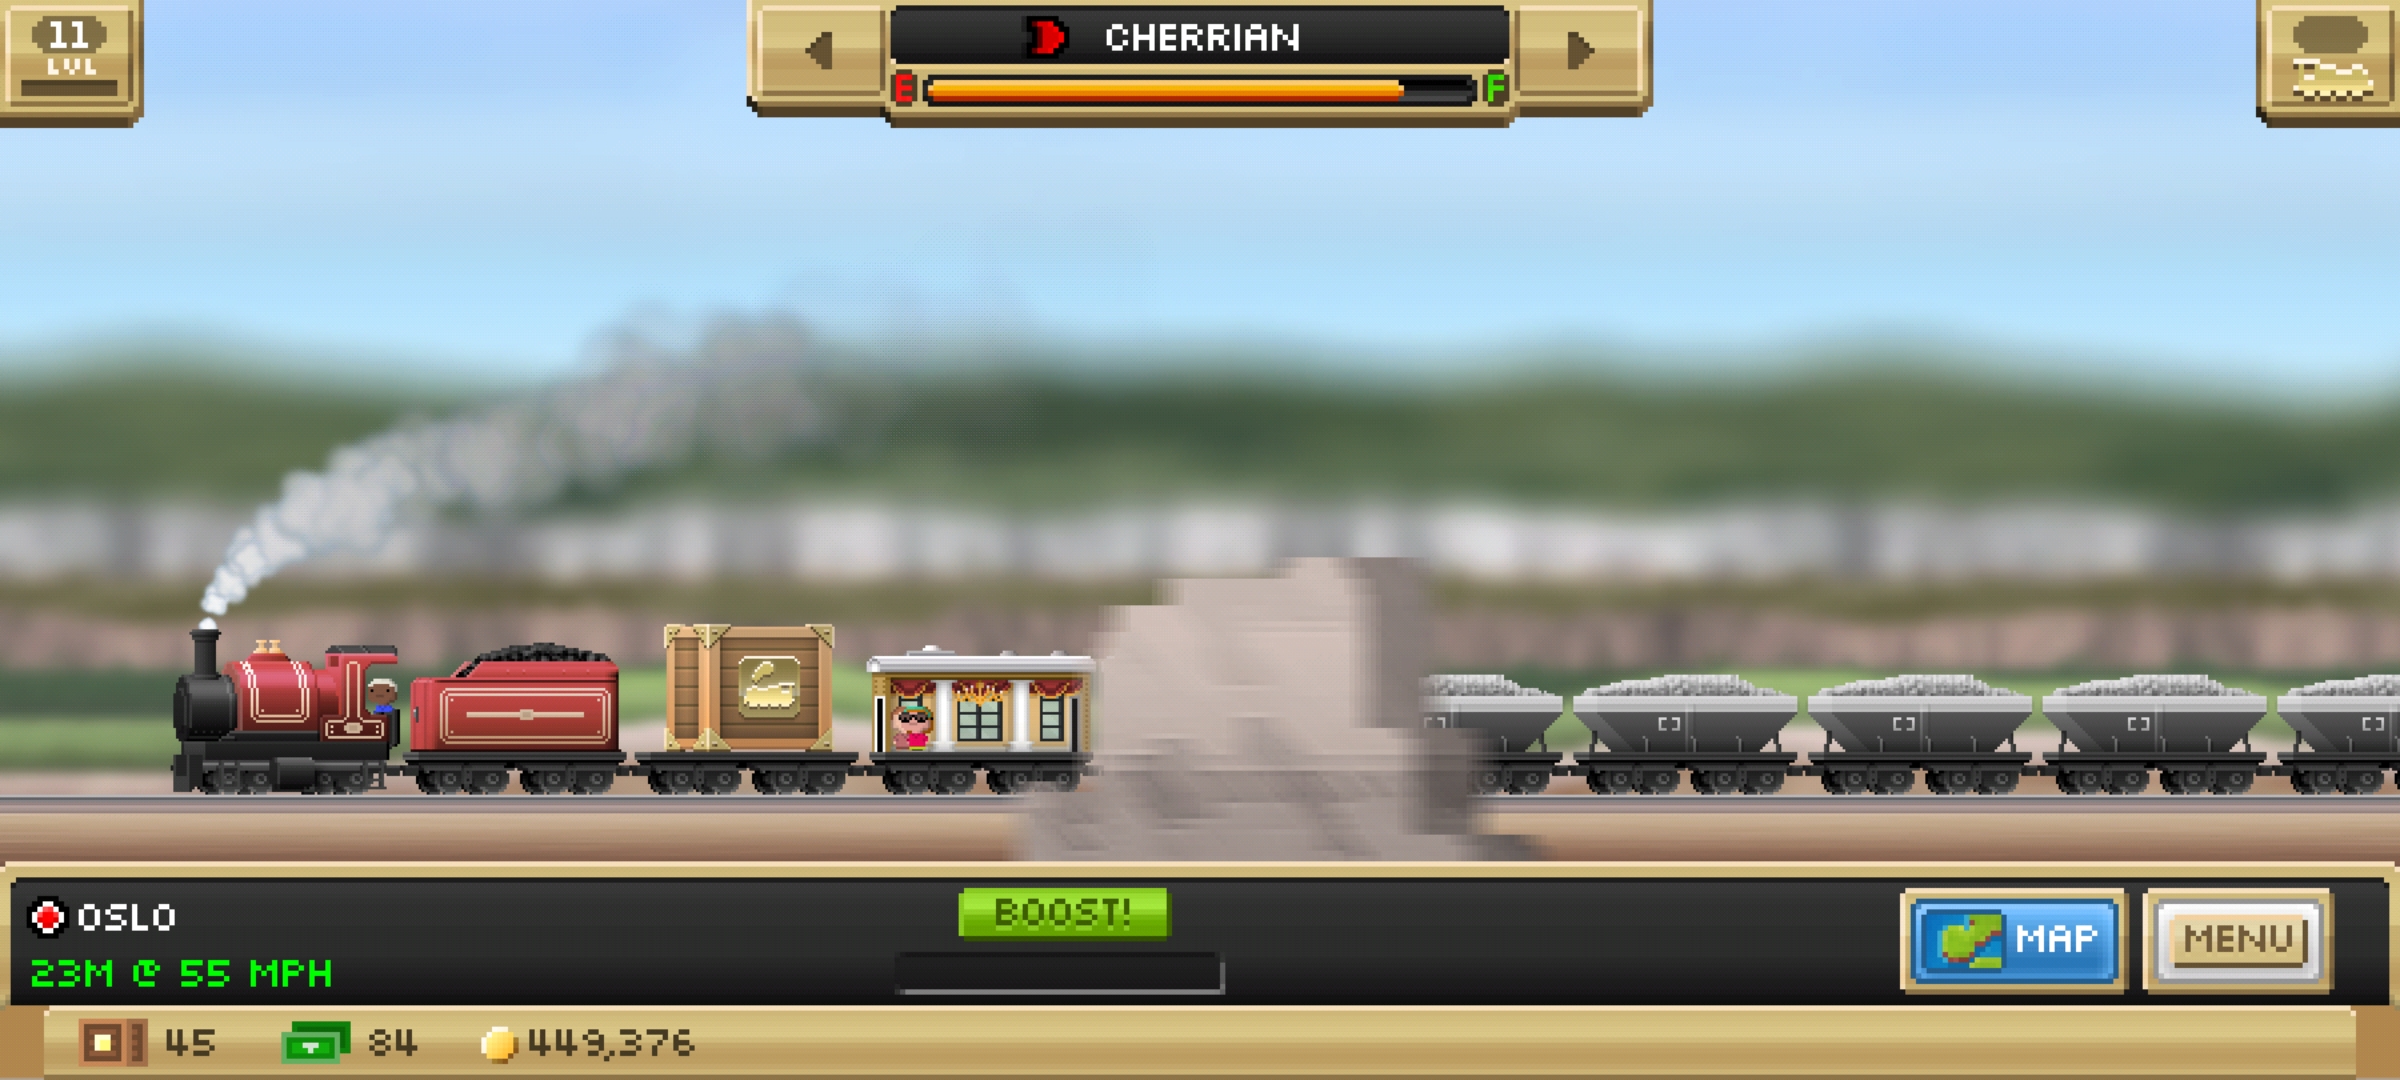 11
LVL
CHERRIAN
E F
OSLO
BOOST!
23M @ 55 MPH
MAP
MENU
45 84 449,376